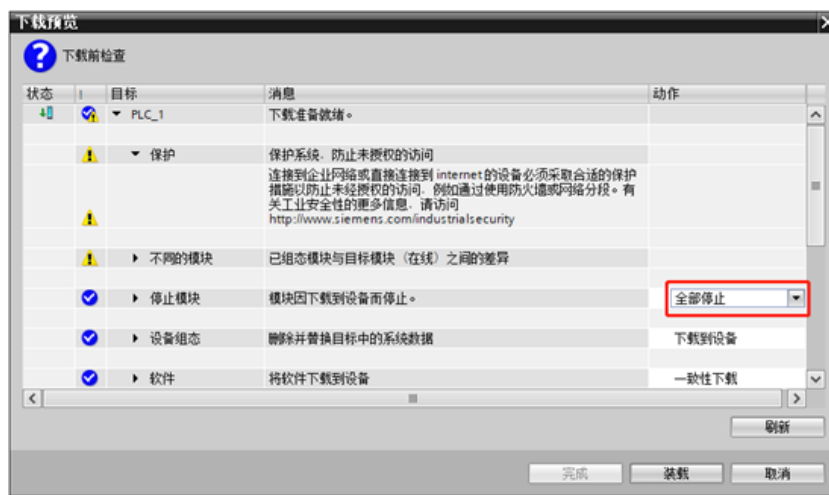 下载预览
下载前检查
状态 ! 目标 消息 动作
PLC_1 下载准备就绪。
保护 保护系统，防止未授权的访问
连接到企业网络或直接连接到 internet 的设备必须采取合适的保护
措施以防止未经授权的访问，例如通过使用防火墙或网络分段。有
关工业安全性的更多信息，请访问
http://www.siemens.com/industrialsecurity
不同的模块 已组态模块与目标模块（在线）之间的差异
停止模块 模块因下载到设备而停止。 全部停止
设备组态 删除并替换目标中的系统数据 下载到设备
软件 将软件下载到设备 一致性下载
刷新
完成 装载 取消